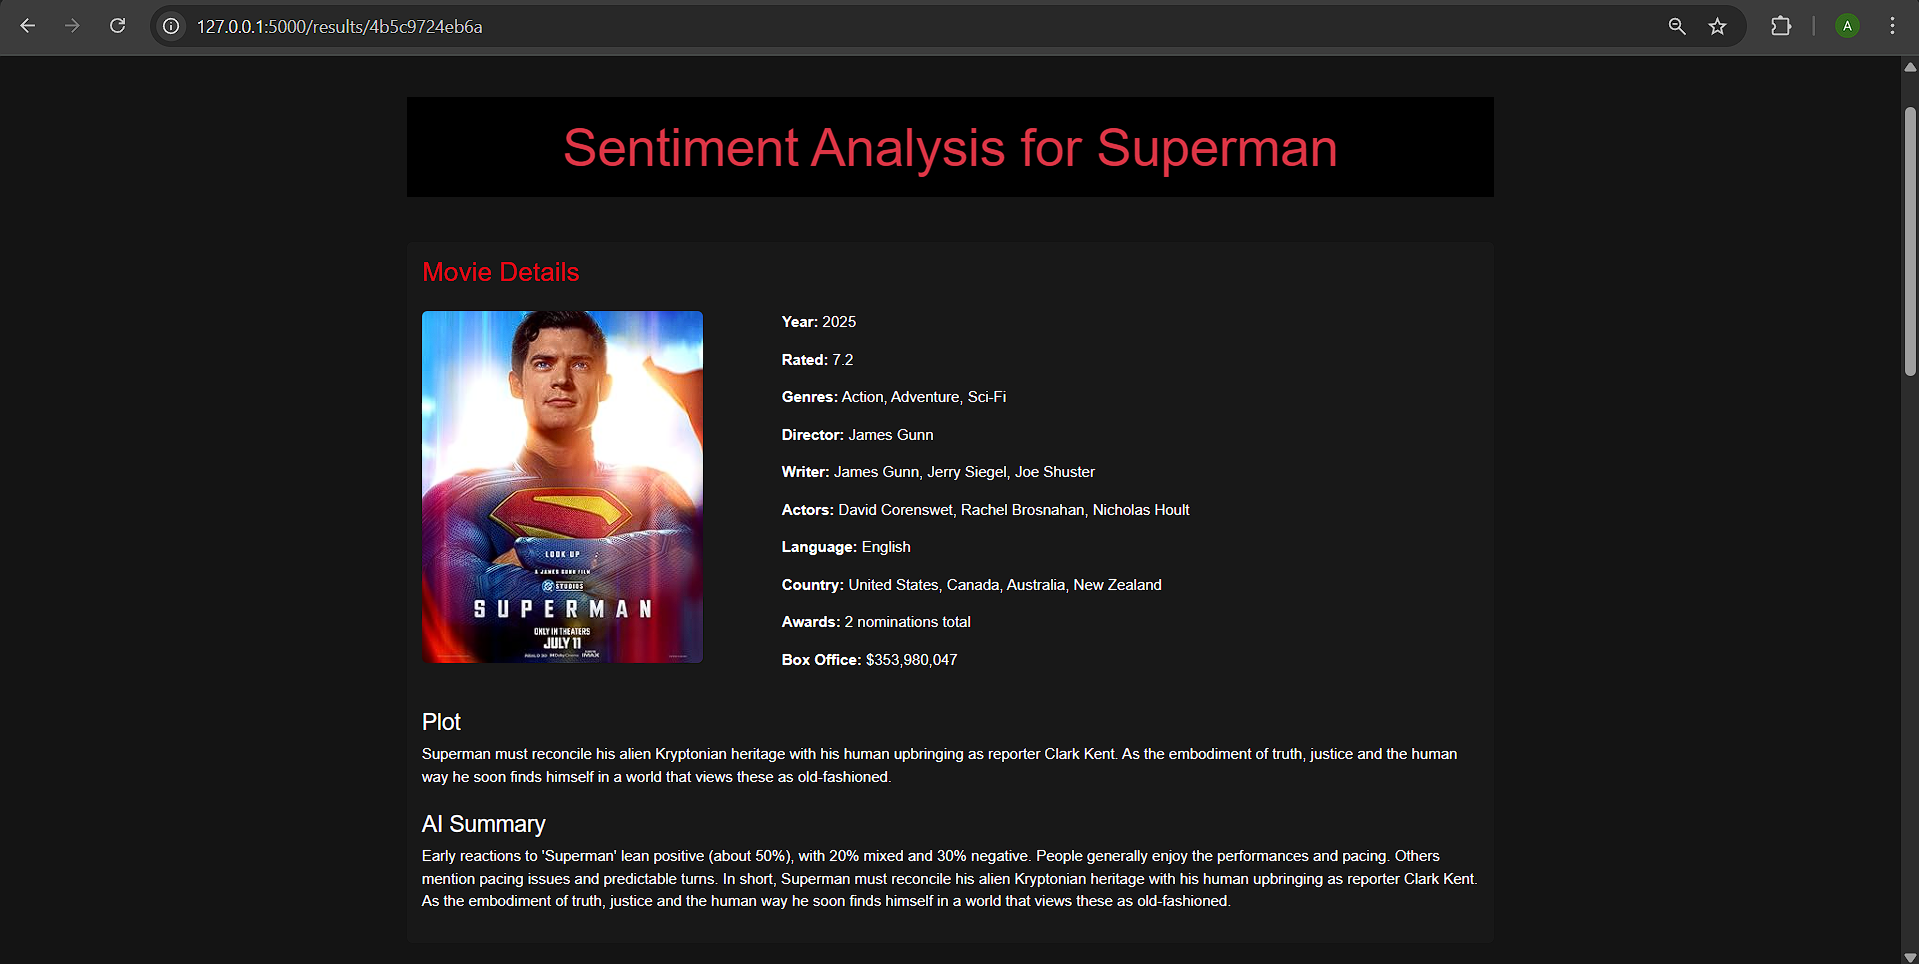 127.0.0.1:5000/results/4b5c9724eb6a
A
Sentiment Analysis for Superman
Movie Details
LOOK UP
A JAMES GUNN FILM
DC STUDIOS
SUPERMAN
ONLY IN THEATERS
JULY 11
IMAX
Year: 2025
Rated: 7.2
Genres: Action, Adventure, Sci-Fi
Director: James Gunn
Writer: James Gunn, Jerry Siegel, Joe Shuster
Actors: David Corenswet, Rachel Brosnahan, Nicholas Hoult
Language: English
Country: United States, Canada, Australia, New Zealand
Awards: 2 nominations total
Box Office: $353,980,047
Plot
Superman must reconcile his alien Kryptonian heritage with his human upbringing as reporter Clark Kent. As the embodiment of truth, justice and the human
way he soon finds himself in a world that views these as old-fashioned.
AI Summary
Early reactions to 'Superman' lean positive (about 50%), with 20% mixed and 30% negative. People generally enjoy the performances and pacing. Others
mention pacing issues and predictable turns. In short, Superman must reconcile his alien Kryptonian heritage with his human upbringing as reporter Clark Kent.
As the embodiment of truth, justice and the human way he soon finds himself in a world that views these as old-fashioned.